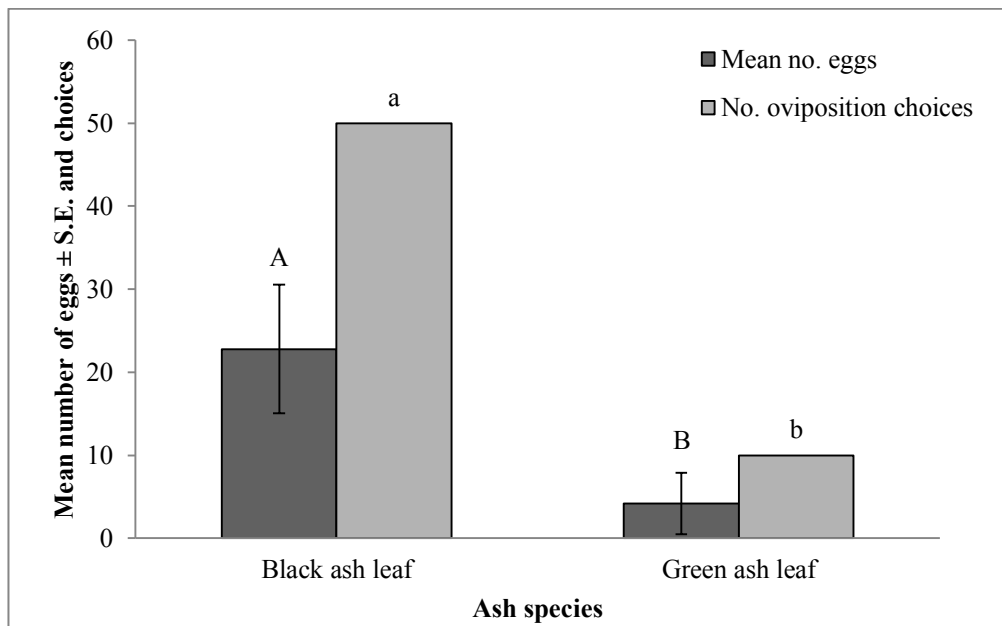 Mean number of eggs ± S.E. and choices
60
50
40
30
20
10
0
Mean no. eggs
No. oviposition choices
A
a
B
b
Black ash leaf
Green ash leaf
Ash species